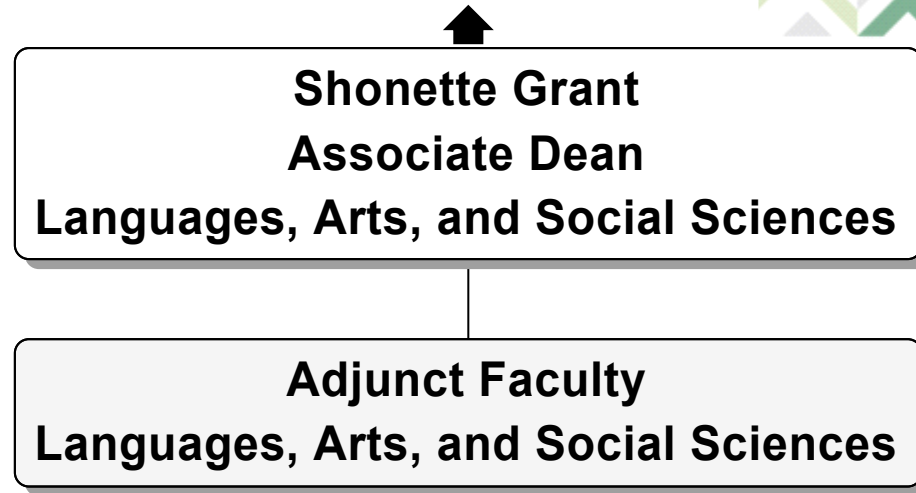 Shonette Grant
Associate Dean
Languages, Arts, and Social Sciences
Adjunct Faculty
Languages, Arts, and Social Sciences